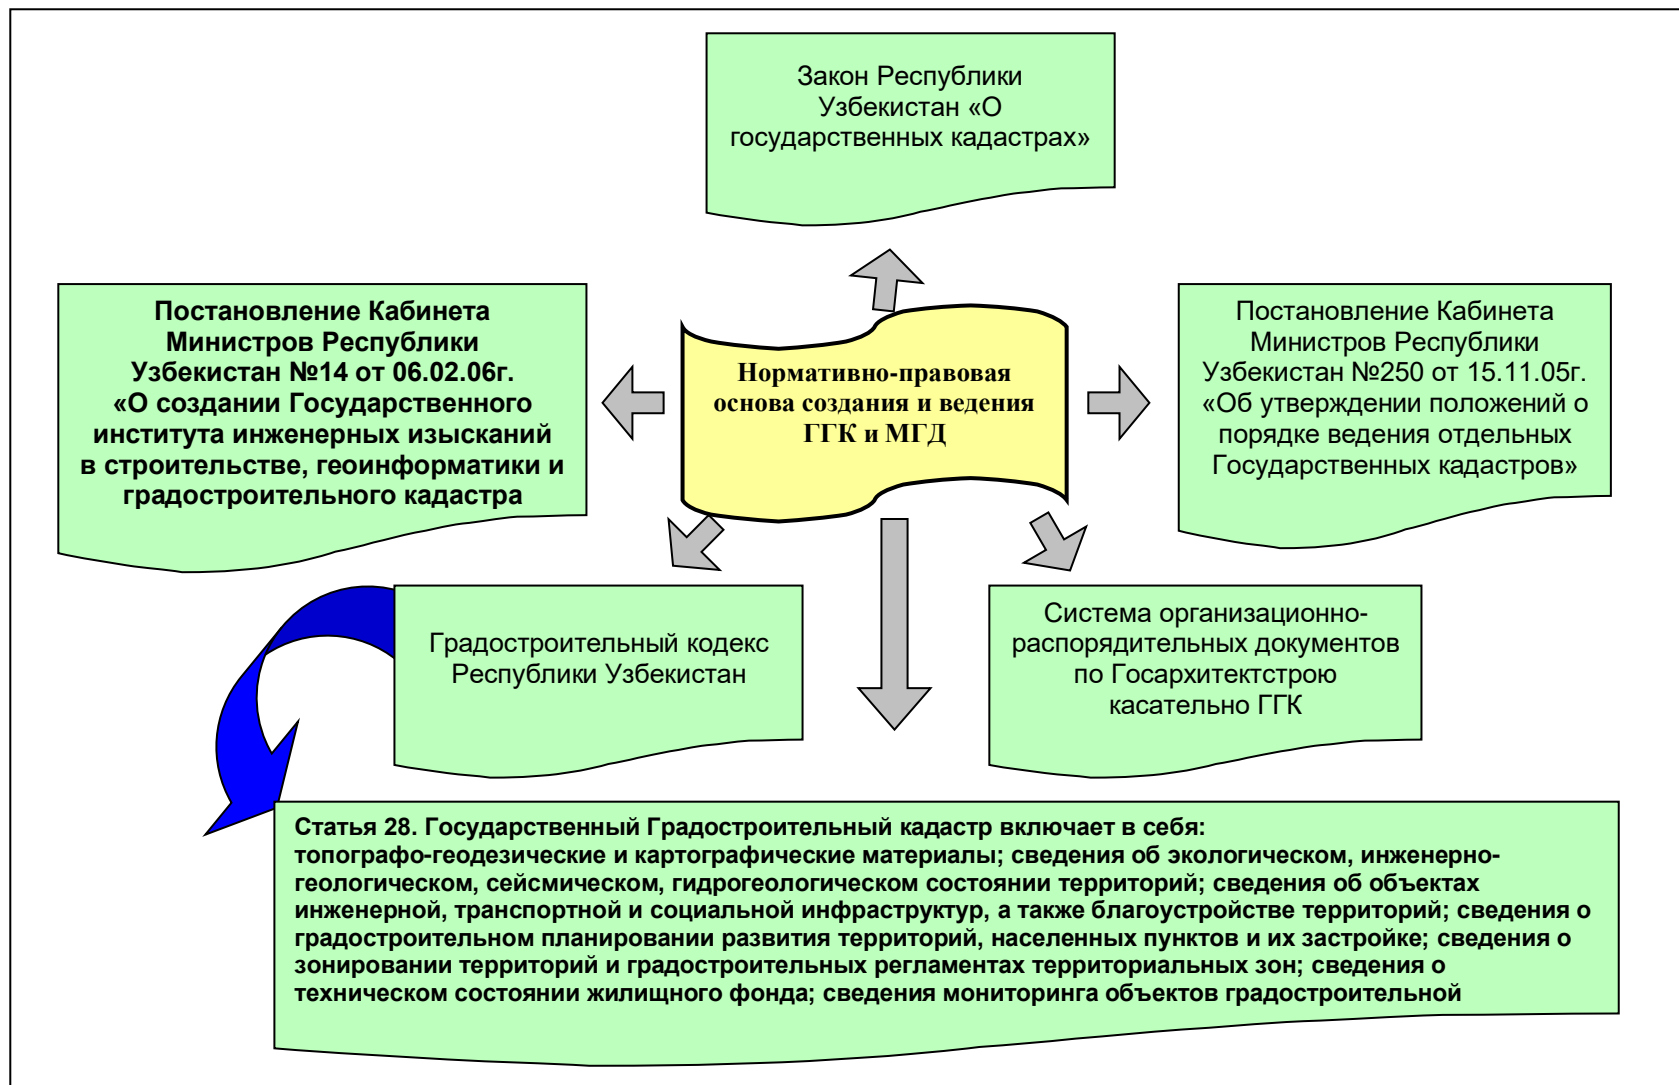 Закон Республики
Узбекистан «О
государственных кадастрах»
Постановление Кабинета
Министров Республики
Узбекистан №14 от 06.02.06г.
«О создании Государственного
института инженерных изысканий
в строительстве, геоинформатики и
градостроительного кадастра
Нормативно-правовая
основа создания и ведения
ГГК и МГД
Постановление Кабинета
Министров Республики
Узбекистан №250 от 15.11.05г.
«Об утверждении положений о
порядке ведения отдельных
Государственных кадастров»
Градостроительный кодекс
Республики Узбекистан
Система организационно-
распорядительных документов
по Госархитектстрою
касательно ГГК
Статья 28. Государственный Градостроительный кадастр включает в себя:
топографо-геодезические и картографические материалы; сведения об экологическом, инженерно-
геологическом, сейсмическом, гидрогеологическом состоянии территорий; сведения об объектах
инженерной, транспортной и социальной инфраструктур, а также благоустройстве территорий; сведения о
градостроительном планировании развития территорий, населенных пунктов и их застройке; сведения о
зонировании территорий и градостроительных регламентах территориальных зон; сведения о
техническом состоянии жилищного фонда; сведения мониторинга объектов градостроительной